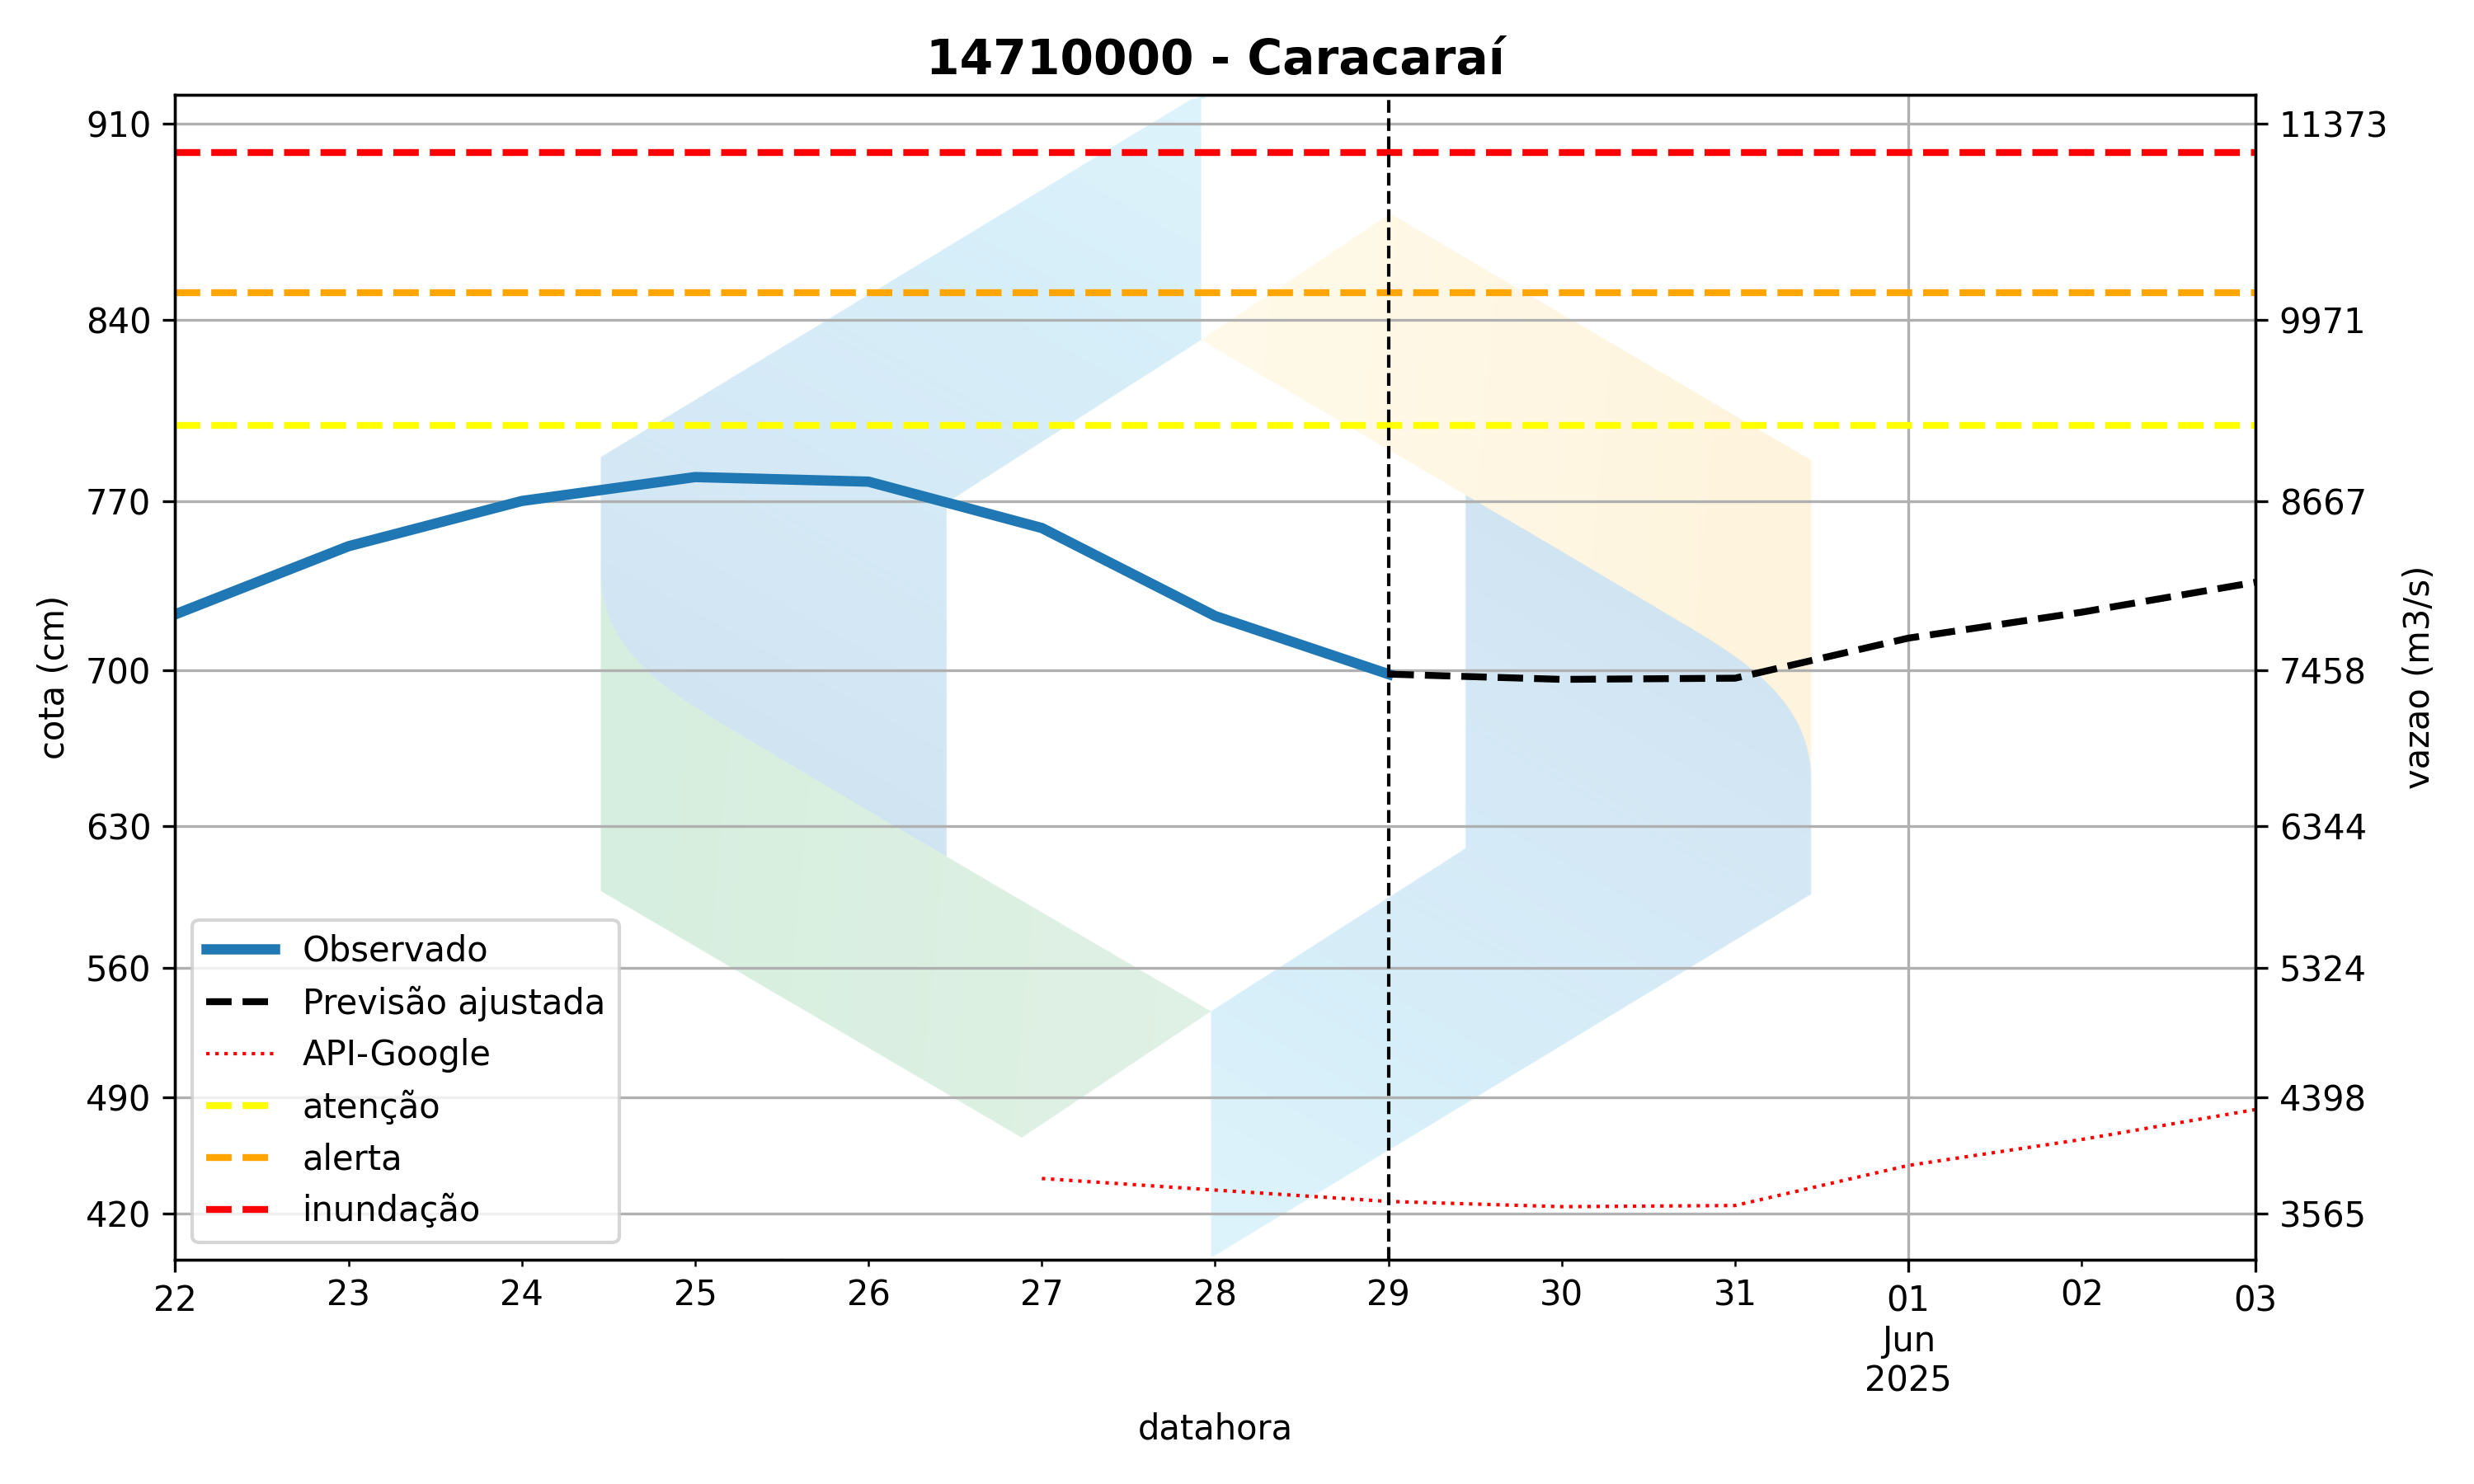 14710000 - Caracaraí
910
840
770
700
630
560
490
420
cota (cm)
11373
9971
8667
7458
6344
5324
4398
3565
vazao (m3/s)
Observado
Previsão ajustada
API-Google
atenção
alerta
inundação
22 23 24 25 26 27 28 29 30 31 01 02 03
Jun
2025
datahora